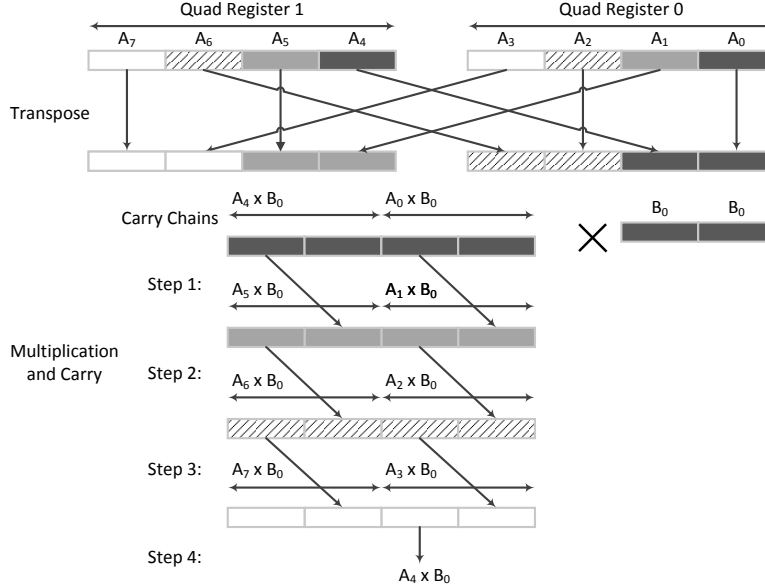 Quad Register 1 Quad Register 0
A₇ A₆ A₅ A₄ A₃ A₂ A₁ A₀
Transpose
A₄ x B₀ A₀ x B₀
Carry Chains
B₀ B₀
Step 1:
A₅ x B₀ A₁ x B₀
Multiplication
and Carry
Step 2:
A₆ x B₀ A₂ x B₀
Step 3:
A₇ x B₀ A₃ x B₀
Step 4:
A₄ x B₀